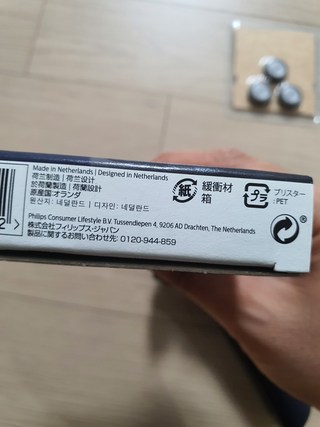 Made in Netherlands | Designed in Netherlands
荷兰制造 | 荷兰设计
於荷蘭製造 | 荷蘭設計
原産国:オランダ
원산지: 네덜란드 | 디자인: 네덜란드
Philips Consumer Lifestyle B.V. Tussendiepen 4, 9206 AD Drachten, The Netherlands
株式会社フィリップス・ジャパン
製品に関するお問い合わせ先: 0120-944-859
2 >
紙
緩衝材
箱
プラ
ブリスター
: PET
®